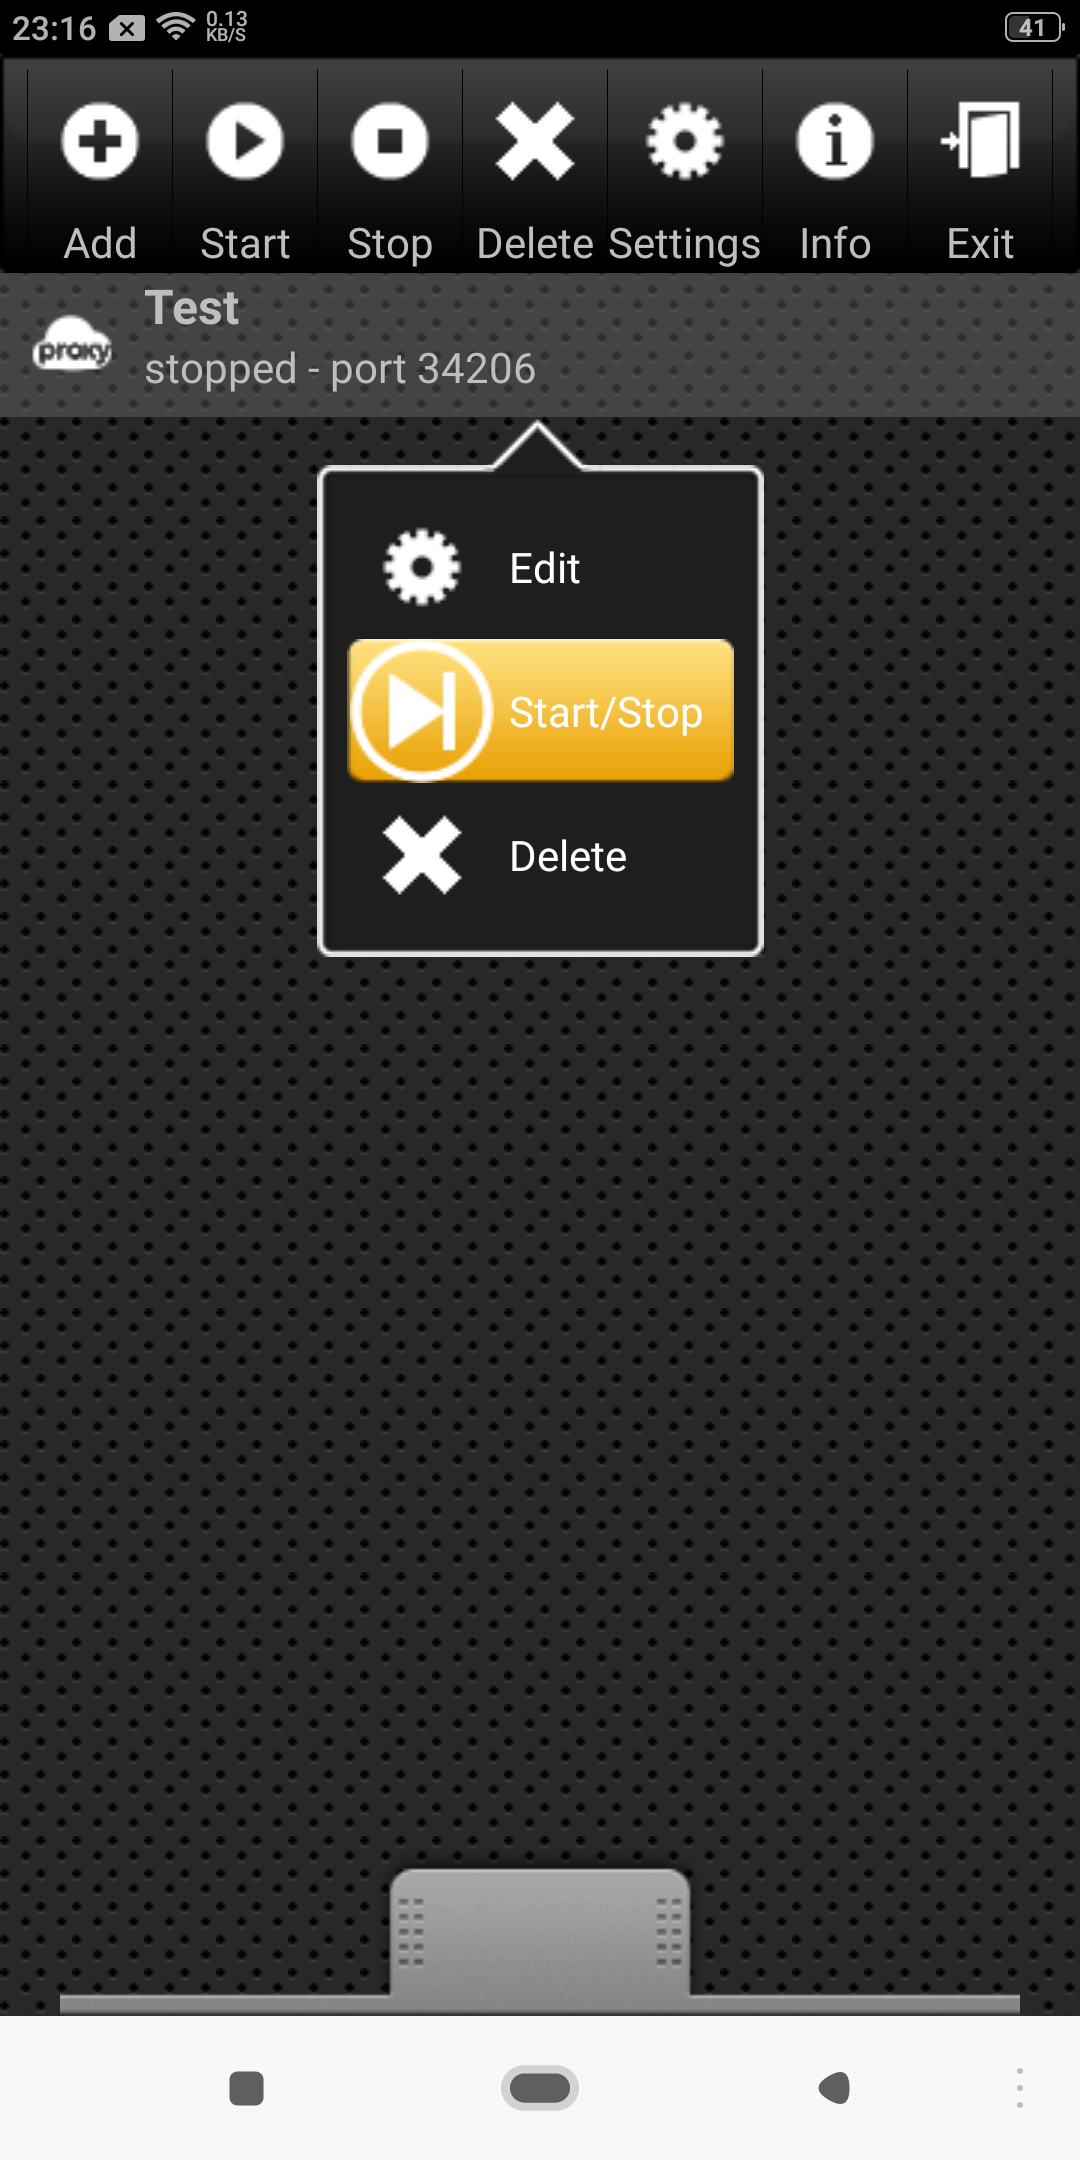 23:16 0.13 KB/S 41
Add Start Stop Delete Settings Info Exit
Test
proxy
stopped - port 34206
Edit
Start/Stop
Delete